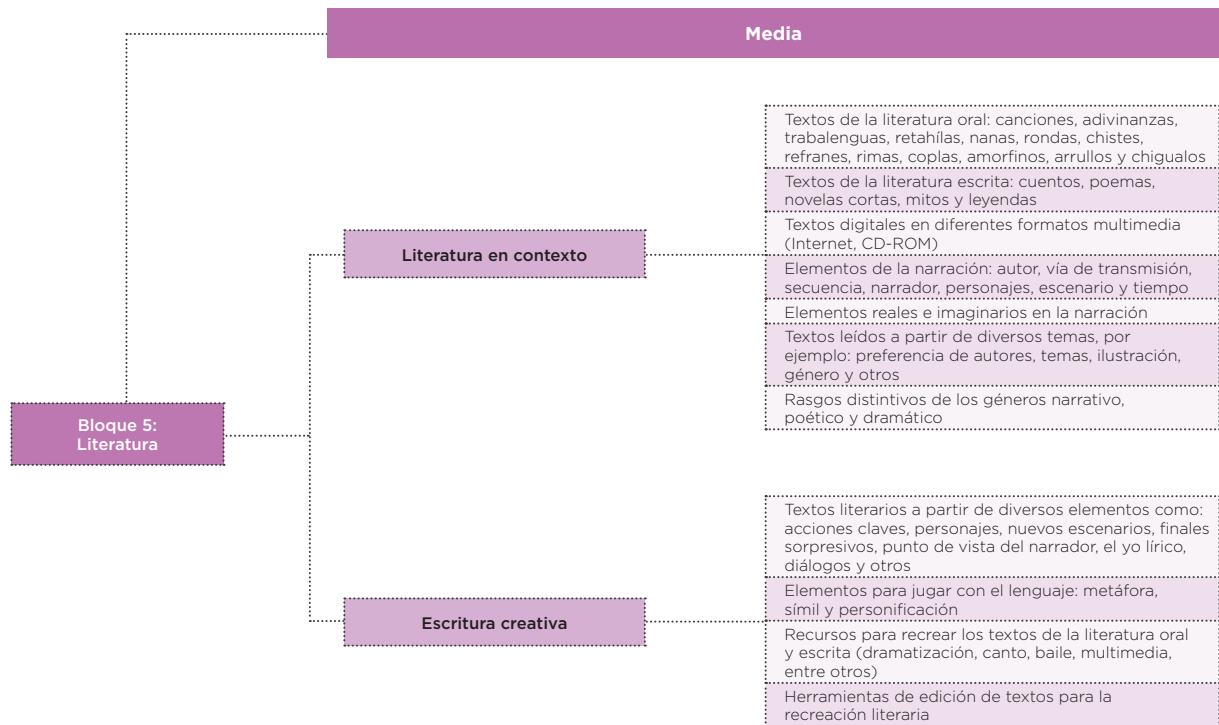 Media
Textos de la literatura oral: canciones, adivinanzas,
trabalenguas, retahílas, nanas, rondas, chistes,
refranes, rimas, coplas, amorfinos, arrullos y chigualos
Textos de la literatura escrita: cuentos, poemas,
novelas cortas, mitos y leyendas
Literatura en contexto
Textos digitales en diferentes formatos multimedia
(Internet, CD-ROM)
Elementos de la narración: autor, vía de transmisión,
secuencia, narrador, personajes, escenario y tiempo
Elementos reales e imaginarios en la narración
Textos leídos a partir de diversos temas, por
ejemplo: preferencia de autores, temas, ilustración,
género y otros
Rasgos distintivos de los géneros narrativo,
poético y dramático
Bloque 5:
Literatura
Textos literarios a partir de diversos elementos como:
acciones claves, personajes, nuevos escenarios, finales
sorpresivos, punto de vista del narrador, el yo lírico,
diálogos y otros
Elementos para jugar con el lenguaje: metáfora,
símil y personificación
Escritura creativa
Recursos para recrear los textos de la literatura oral
y escrita (dramatización, canto, baile, multimedia,
entre otros)
Herramientas de edición de textos para la
recreación literaria